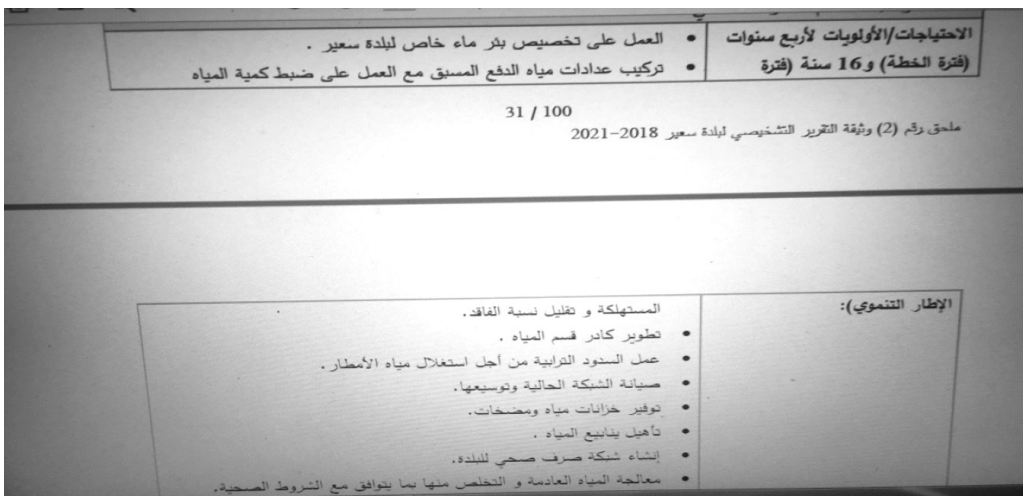 الاحتياجات/الأولويات لأربع سنوات
(فترة الخطة) و16 سنة (فترة
• العمل على تخصيص بئر ماء خاص لبلدة سعير .
• تركيب عدادات مياه الدفع المسبق مع العمل على ضبط كمية المياه
31 / 100
ملحق رقم (2) وثيقة التقرير التشخيصي لبلدة سعير 2018-2021
الإطار التنموي):
المستهلكة و تقليل نسبة الفاقد.
• تطوير كادر قسم المياه .
• عمل السدود الترابية من أجل استغلال مياه الأمطار.
• صيانة الشبكة الحالية وتوسيعها.
• توفير خزانات مياه ومضخات.
• تأهيل ينابيع المياه .
• إنشاء شبكة صرف صحي للبلدة.
• معالجة المياه العادمة و التخلص منها بما يتوافق مع الشروط الصحية.